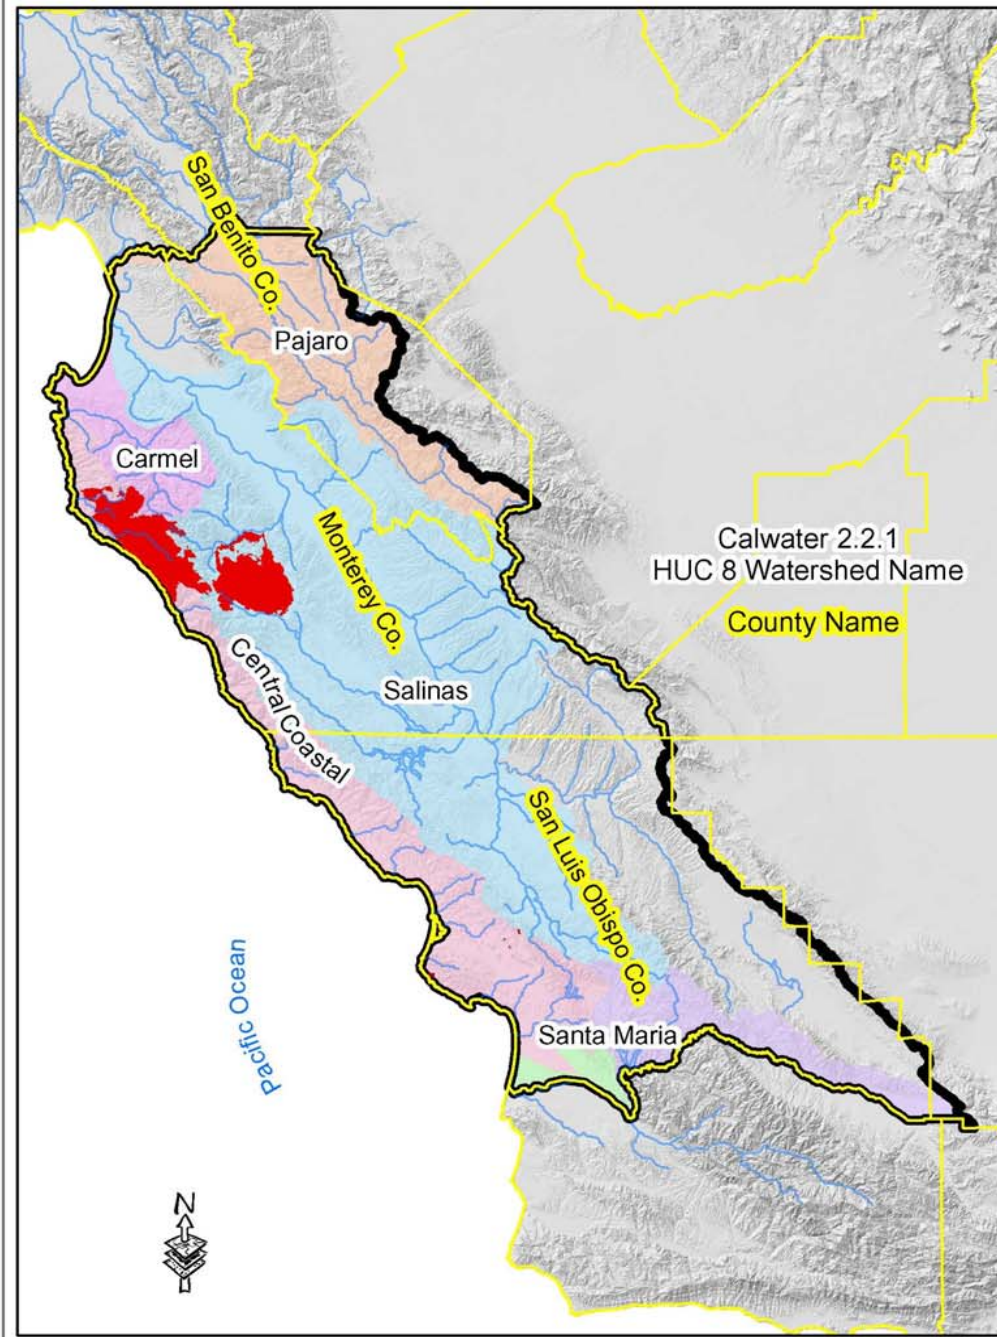 San Benito Co.
Pajaro
Carmel
Monterey Co.
Calwater 2.2.1
HUC 8 Watershed Name
County Name
Central Coastal
Salinas
San Luis Obispo Co.
Pacific Ocean
Santa Maria
N